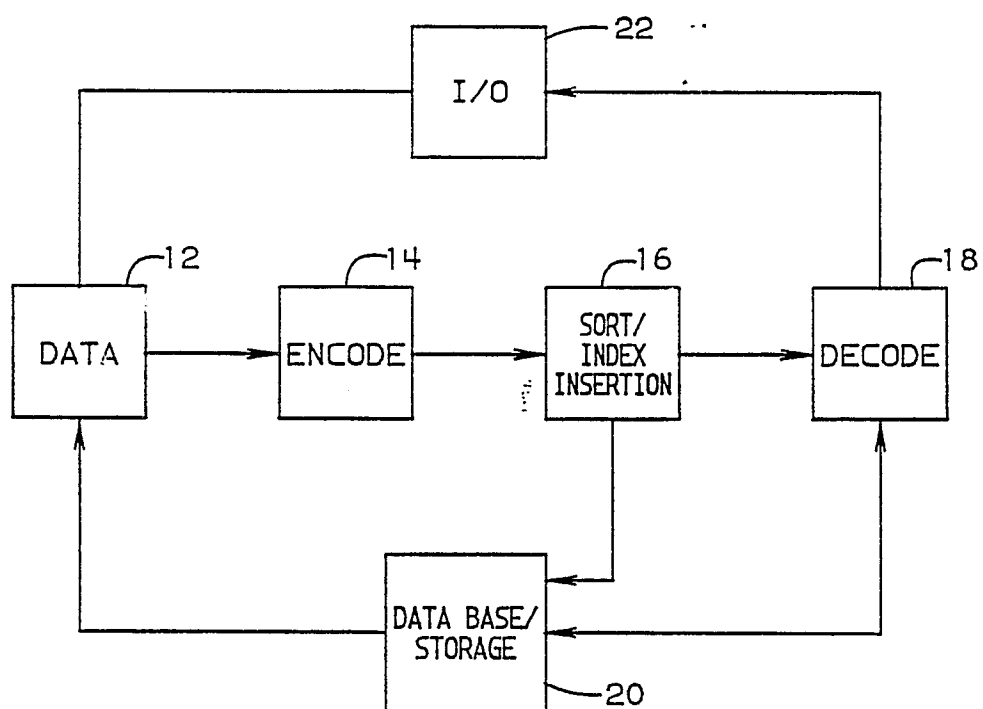 22
I/O
12
14
16
18
DATA
ENCODE
SORT/
INDEX
INSERTION
DECODE
DATA BASE/
STORAGE
20